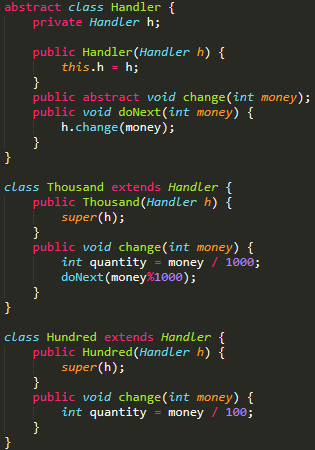 abstract class Handler {
    private Handler h;

    public Handler(Handler h) {
        this.h = h;
    }
    public abstract void change(int money);
    public void doNext(int money) {
        h.change(money);
    }
}

class Thousand extends Handler {
    public Thousand(Handler h) {
        super(h);
    }
    public void change(int money) {
        int quantity = money / 1000;
        doNext(money%1000);
    }
}

class Hundred extends Handler {
    public Hundred(Handler h) {
        super(h);
    }
    public void change(int money) {
        int quantity = money / 100;
    }
}